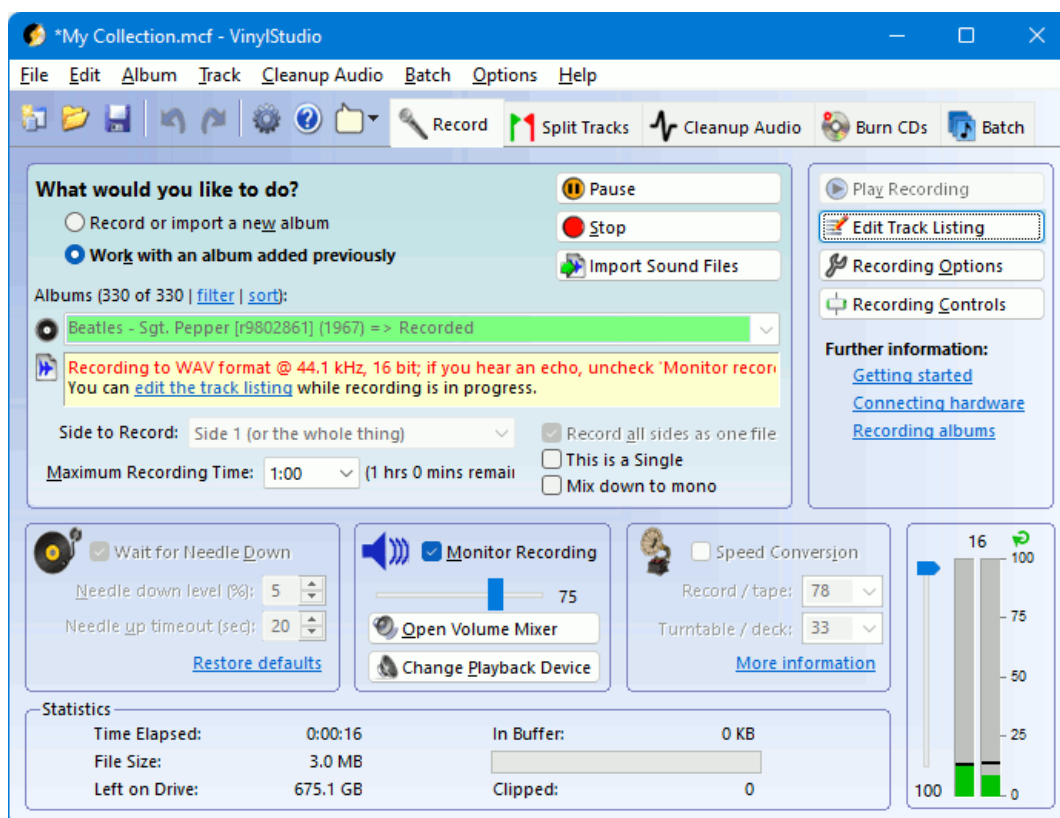 *My Collection.mcf - VinylStudio
File Edit Album Track Cleanup Audio Batch Options Help
Record Split Tracks Cleanup Audio Burn CDs Batch
What would you like to do?
Record or import a new album
Work with an album added previously
Pause
Stop
Import Sound Files
Albums (330 of 330 | filter | sort):
Beatles - Sgt. Pepper [r9802861] (1967) => Recorded
Recording to WAV format @ 44.1 kHz, 16 bit; if you hear an echo, uncheck 'Monitor recor
You can edit the track listing while recording is in progress.
Side to Record: Side 1 (or the whole thing)
Maximum Recording Time: 1:00 (1 hrs 0 mins remain
Record all sides as one file
This is a Single
Mix down to mono
Play Recording
Edit Track Listing
Recording Options
Recording Controls
Further information:
Getting started
Connecting hardware
Recording albums
Wait for Needle Down
Needle down level (%): 5
Needle up timeout (sec): 20
Restore defaults
Monitor Recording
75
Open Volume Mixer
Change Playback Device
Speed Conversion
Record / tape: 78
Turntable / deck: 33
More information
16
100
75
50
25
0
100
Statistics
Time Elapsed: 0:00:16 In Buffer: 0 KB
File Size: 3.0 MB
Left on Drive: 675.1 GB Clipped: 0